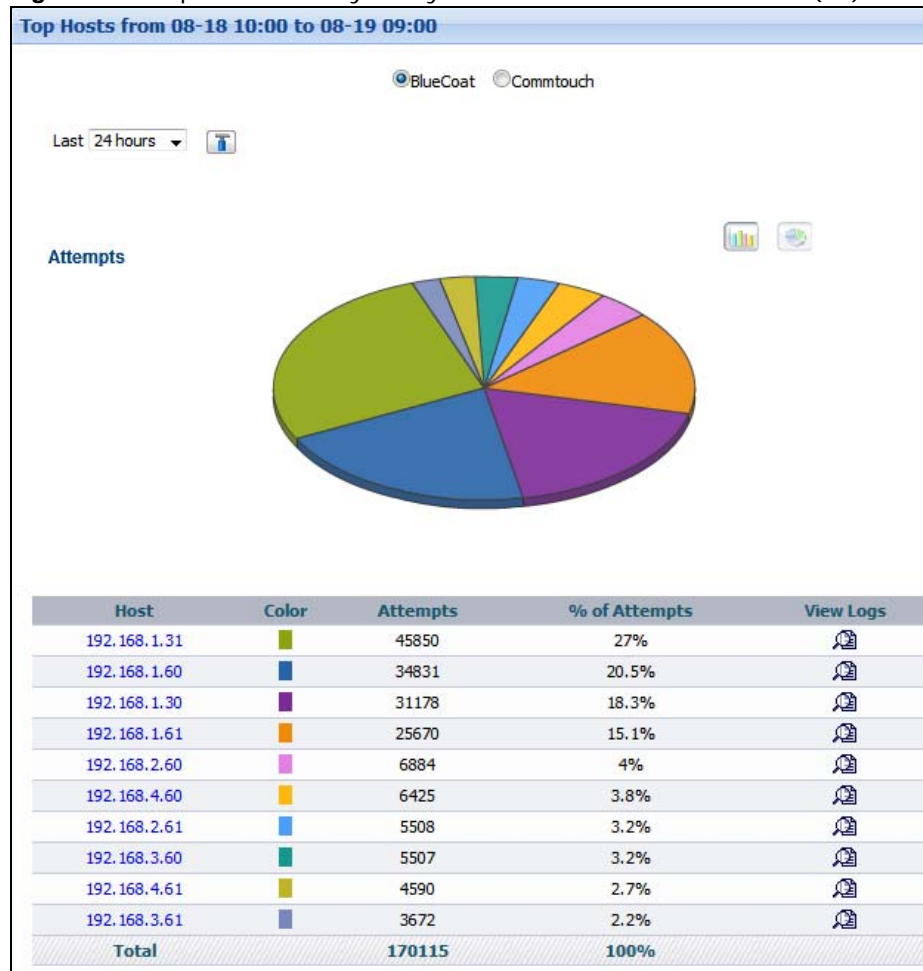 Top Hosts from 08-18 10:00 to 08-19 09:00
BlueCoat Commtouch
Last 24 hours
Attempts
Host Color Attempts % of Attempts View Logs
192.168.1.31 45850 27%
192.168.1.60 34831 20.5%
192.168.1.30 31178 18.3%
192.168.1.61 25670 15.1%
192.168.2.60 6884 4%
192.168.4.60 6425 3.8%
192.168.2.61 5508 3.2%
192.168.3.60 5507 3.2%
192.168.4.61 4590 2.7%
192.168.3.61 3672 2.2%
Total 170115 100%